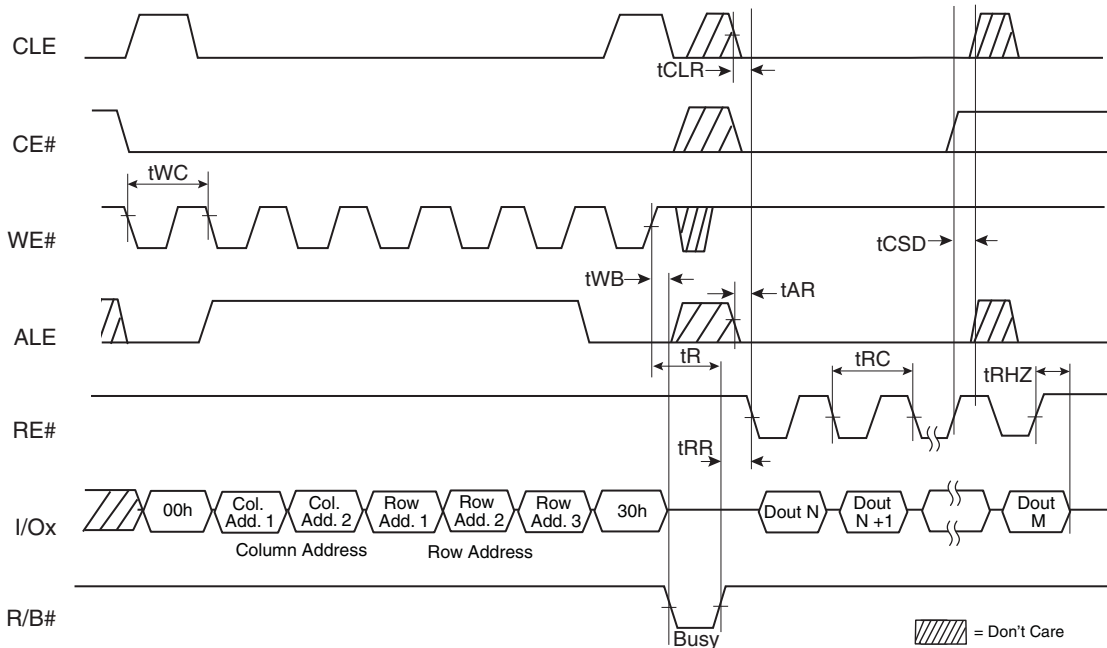 CLE
tCLR
CE#
tWC
WE#
tCSD
tWB
tAR
ALE
tR
tRC
tRHZ
RE#
tRR
I/Ox
00h
Col.
Add. 1
Col.
Add. 2
Row
Add. 1
Row
Add. 2
Row
Add. 3
30h
Dout N
Dout
N +1
Dout
M
Column Address
Row Address
R/B#
Busy
= Don't Care